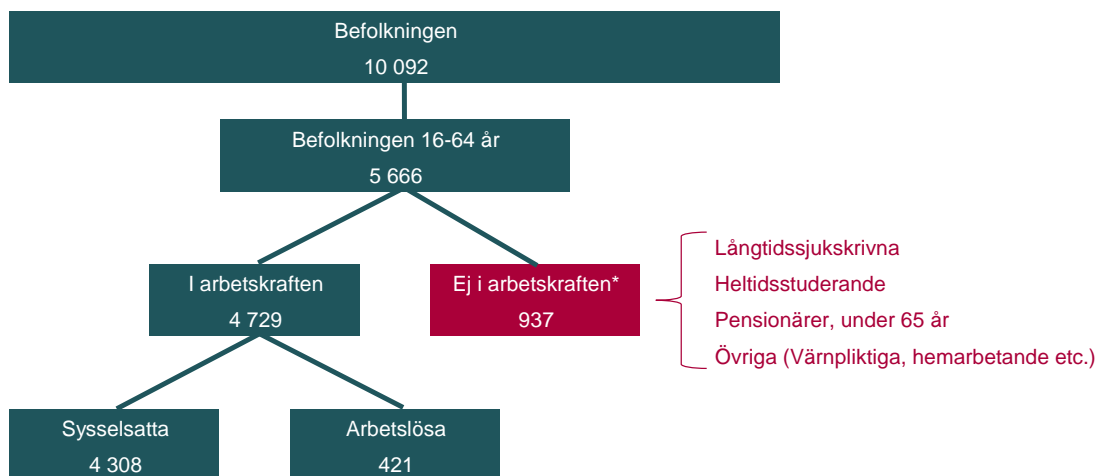 Befolkningen
10 092
Befolkningen 16-64 år
5 666
I arbetskraften
4 729
Ej i arbetskraften*
937
Långtidssjukskrivna
Heltidsstuderande
Pensionärer, under 65 år
Övriga (Värnpliktiga, hemarbetande etc.)
Sysselsatta
4 308
Arbetslösa
421